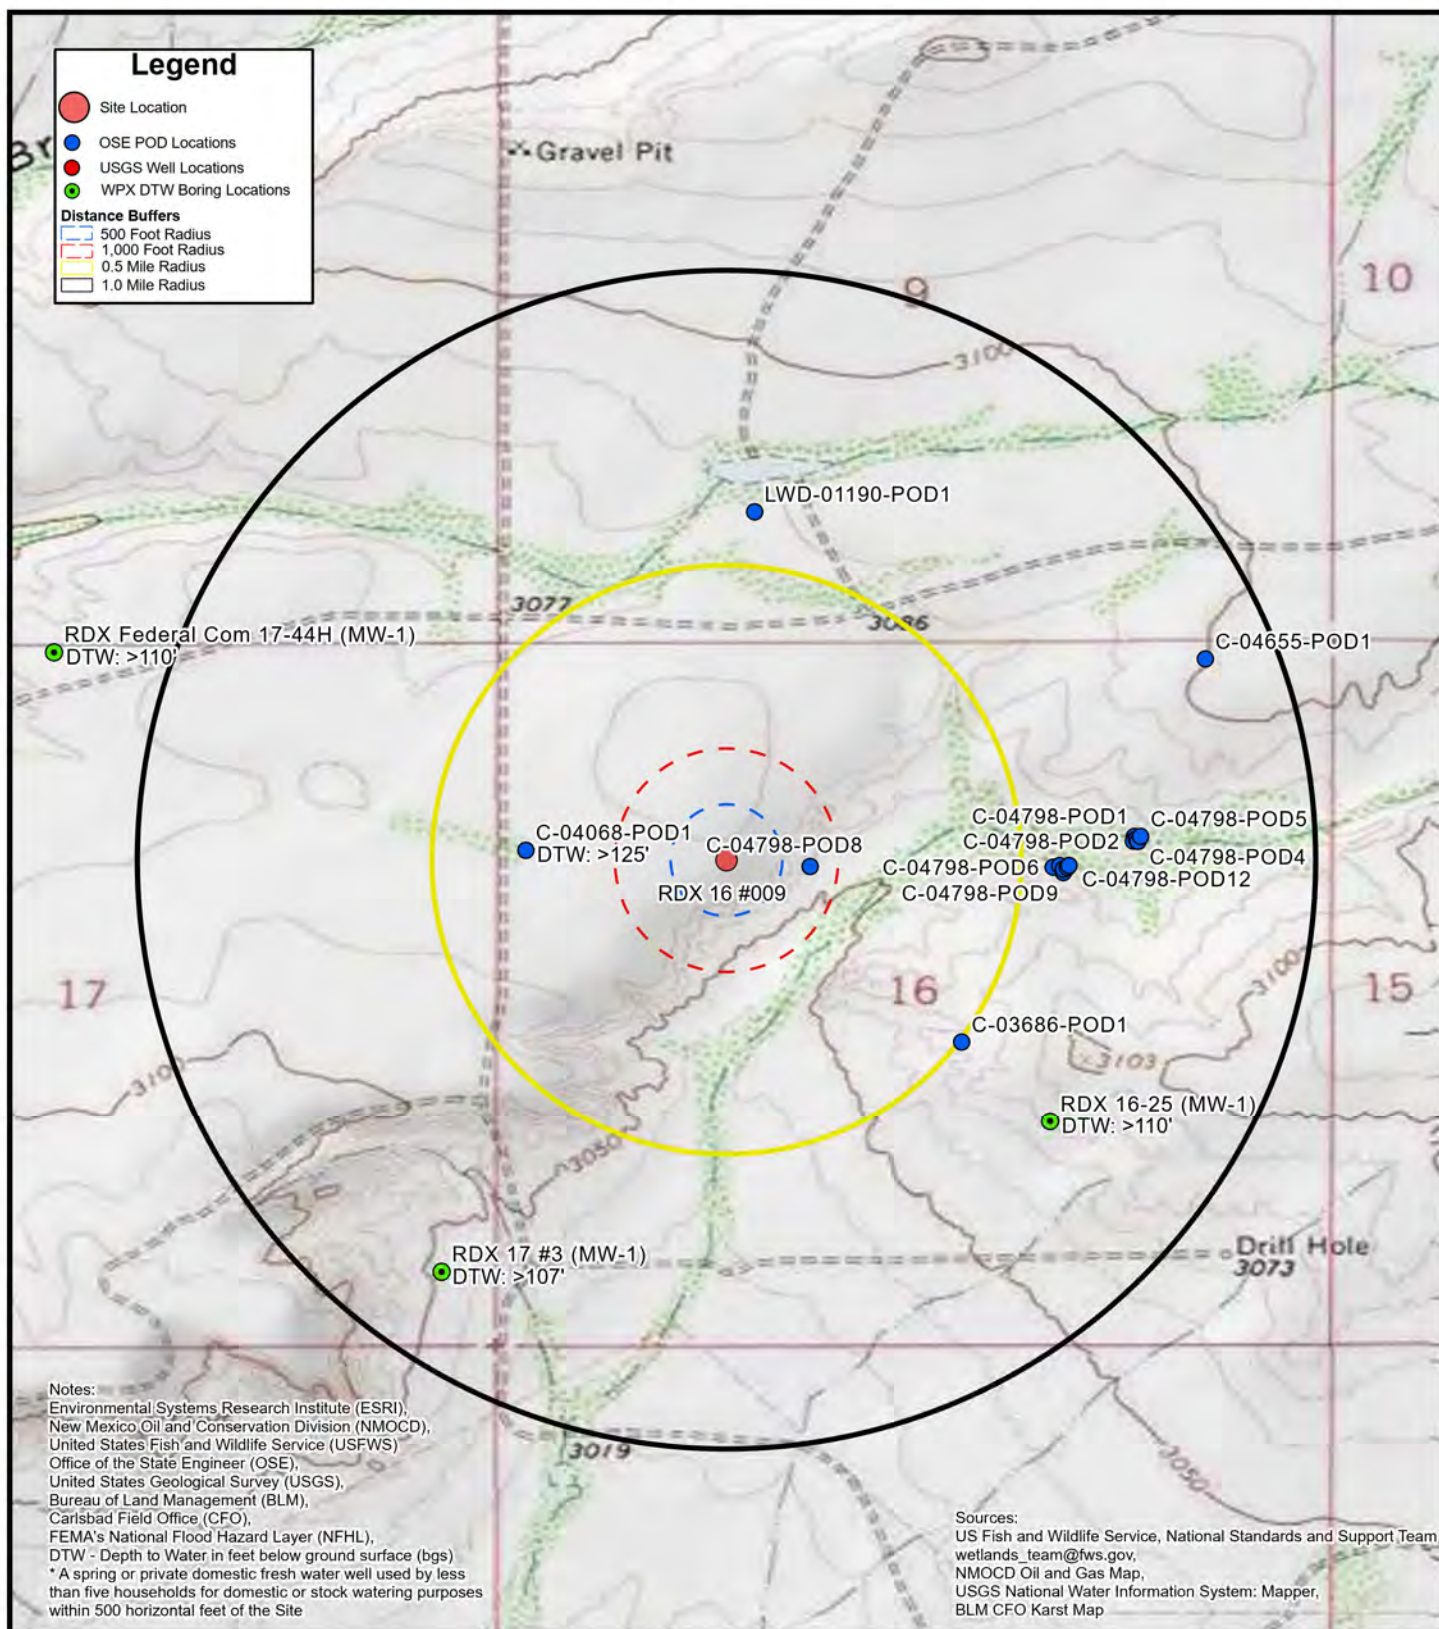 Legend
Site Location
OSE POD Locations
USGS Well Locations
WPX DTW Boring Locations
Distance Buffers
500 Foot Radius
1,000 Foot Radius
0.5 Mile Radius
1.0 Mile Radius
Br
Gravel Pit
9
10
3100
LWD-01190-POD1
3077
3086
RDX Federal Com 17-44H (MW-1)
DTW: >110'
C-04655-POD1
C-04068-POD1
DTW: >125'
C-04798-POD8
RDX 16 #009
C-04798-POD1
C-04798-POD5
C-04798-POD2
C-04798-POD4
C-04798-POD6
C-04798-POD12
C-04798-POD9
17
16
15
3100
C-03686-POD1
3103
3100
RDX 16-25 (MW-1)
DTW: >110'
3050
RDX 17 #3 (MW-1)
DTW: >107'
Drill Hole
3073
3019
3050
Notes:
Environmental Systems Research Institute (ESRI),
New Mexico Oil and Conservation Division (NMOCD),
United States Fish and Wildlife Service (USFWS)
Office of the State Engineer (OSE),
United States Geological Survey (USGS),
Bureau of Land Management (BLM),
Carlsbad Field Office (CFO),
FEMA's National Flood Hazard Layer (NFHL),
DTW - Depth to Water in feet below ground surface (bgs)
* A spring or private domestic fresh water well used by less
than five households for domestic or stock watering purposes
within 500 horizontal feet of the Site
Sources:
US Fish and Wildlife Service, National Standards and Support Team,
wetlands_team@fws.gov,
NMOCD Oil and Gas Map,
USGS National Water Information System: Mapper,
BLM CFO Karst Map